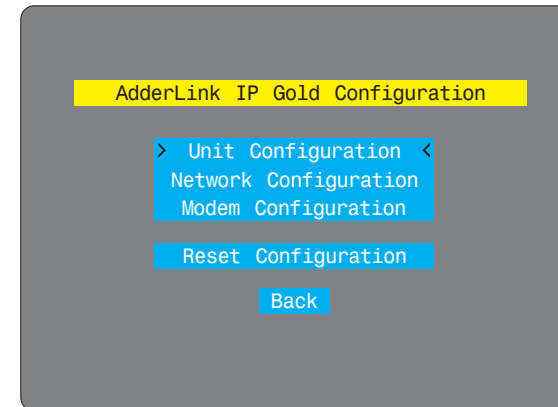 AdderLink IP Gold Configuration
> Unit Configuration <
Network Configuration
Modem Configuration
Reset Configuration
Back